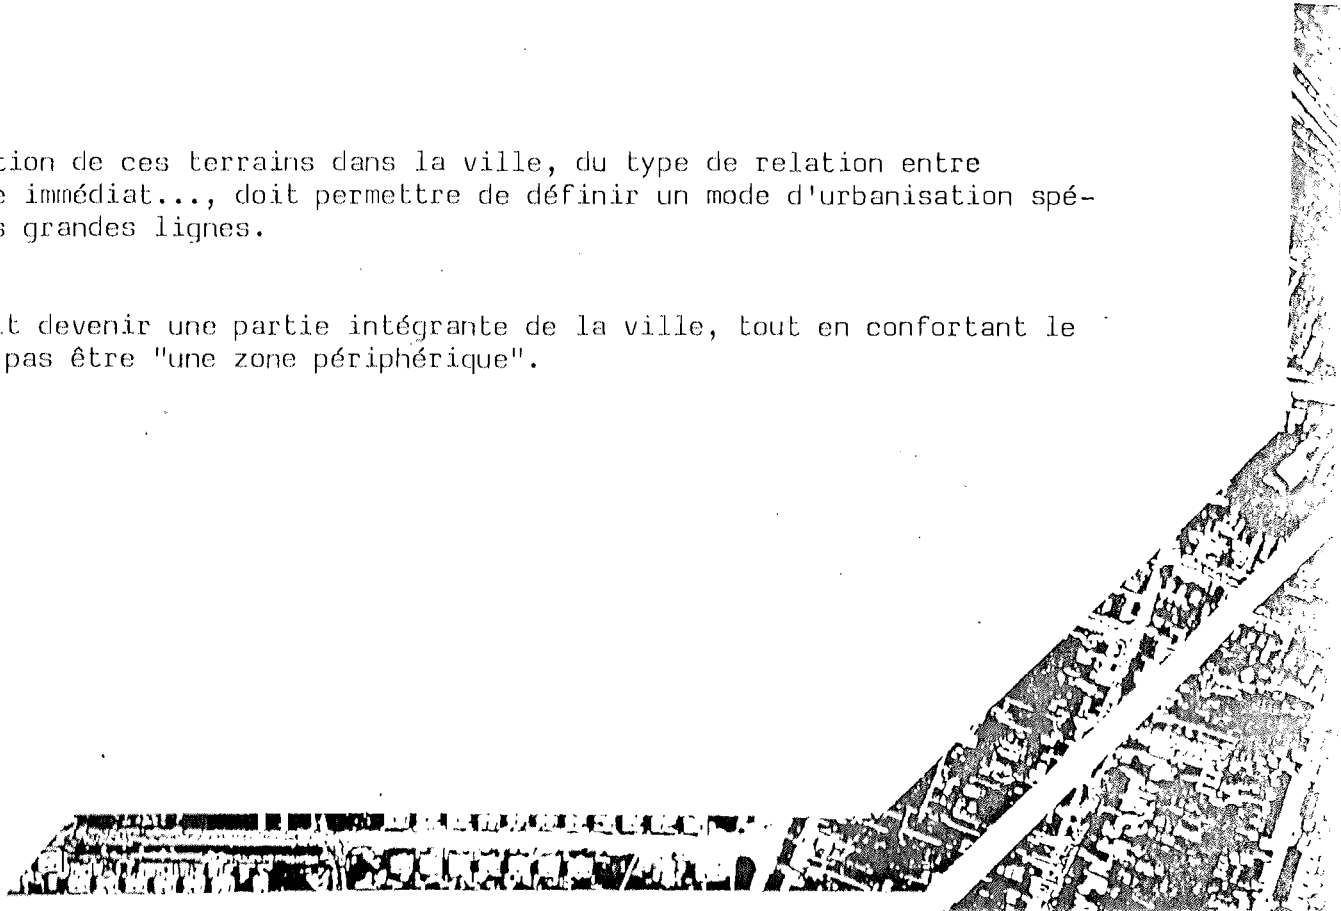 tion de ces terrains dans la ville, du type de relation entre
e immédiat..., doit permettre de définir un mode d'urbanisation spé-
s grandes lignes.
it devenir une partie intégrante de la ville, tout en confortant le
pas être "une zone périphérique".